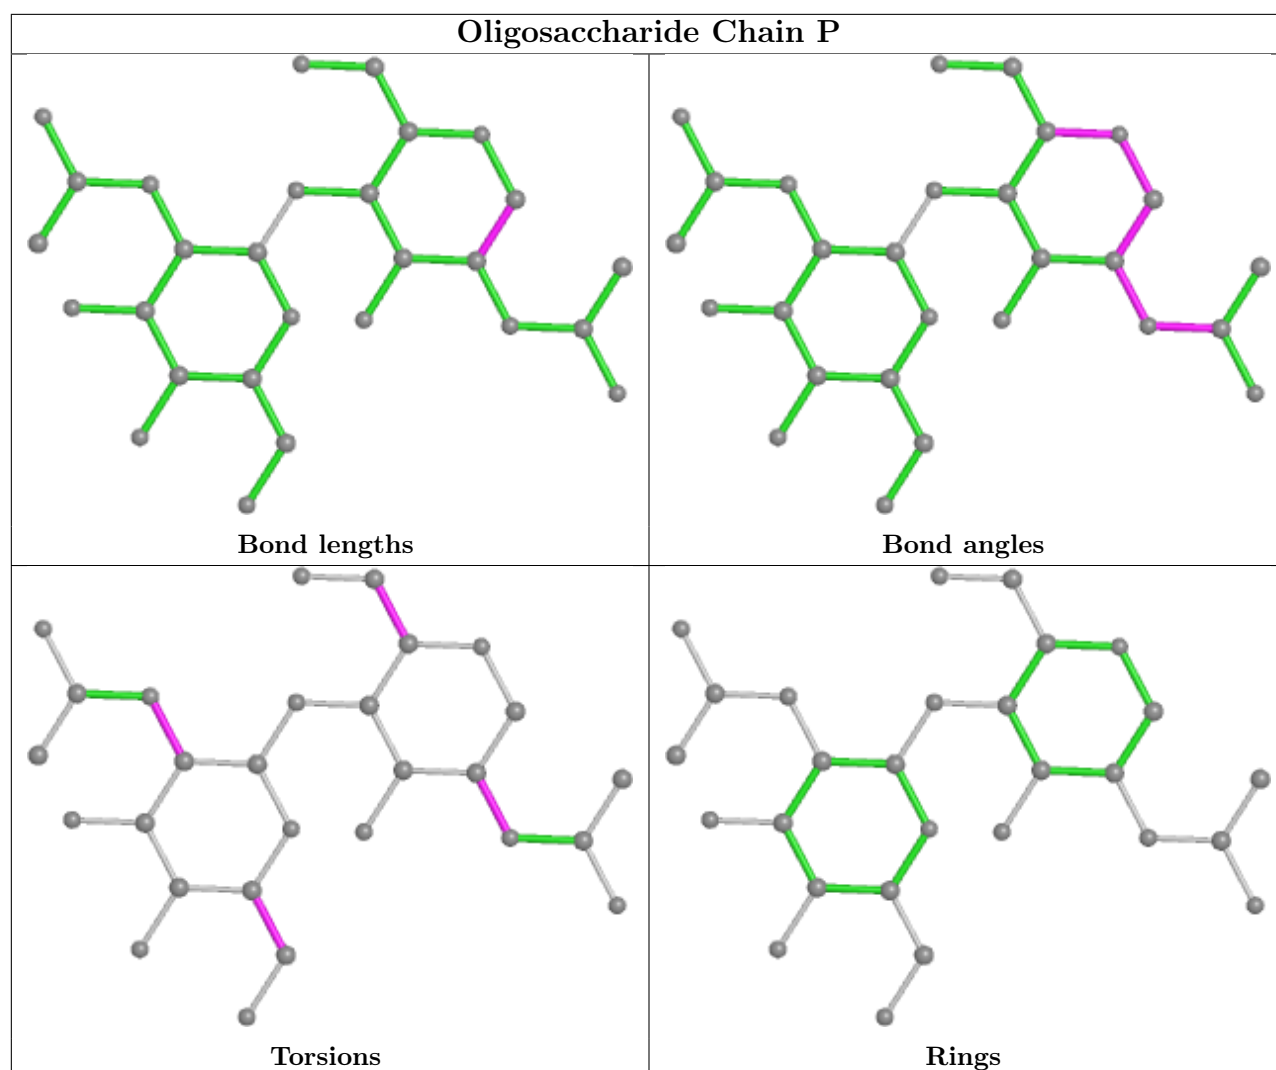 Oligosaccharide Chain P
Bond lengths
Bond angles
Torsions
Rings